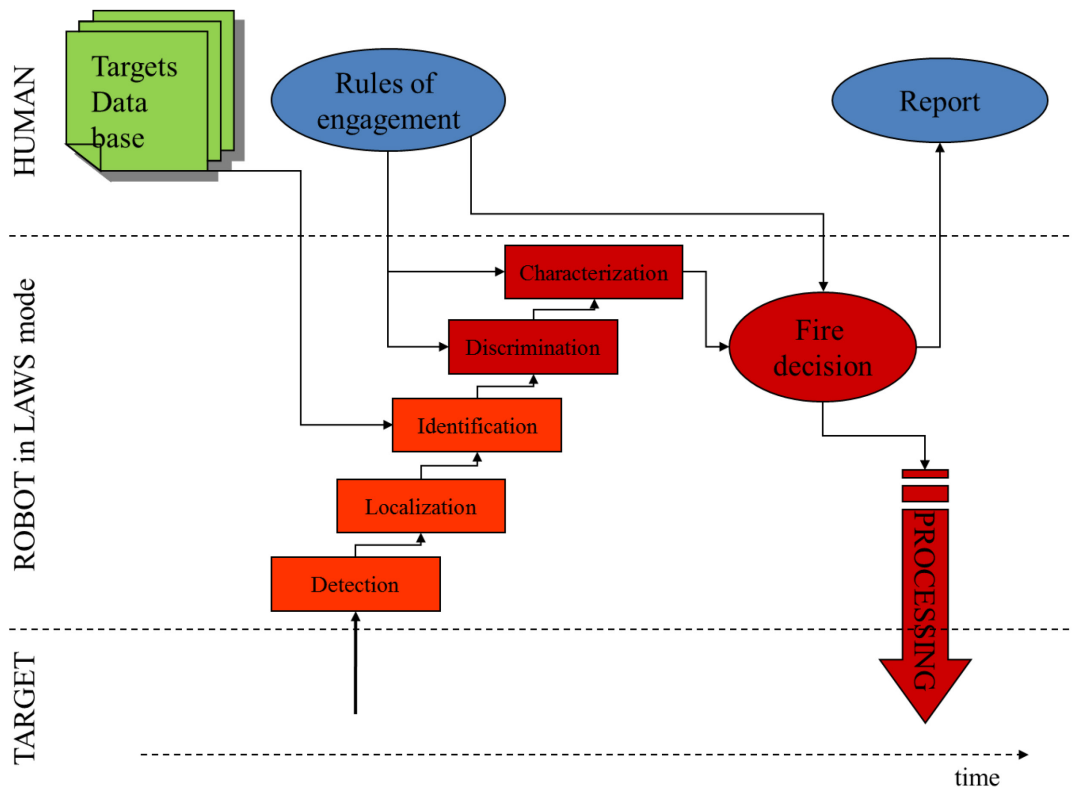 HUMAN
Targets
Data
base
Rules of
engagement
Report
ROBOT in LAWS mode
Characterization
Discrimination
Identification
Localization
Detection
Fire
decision
PROCESSING
TARGET
time